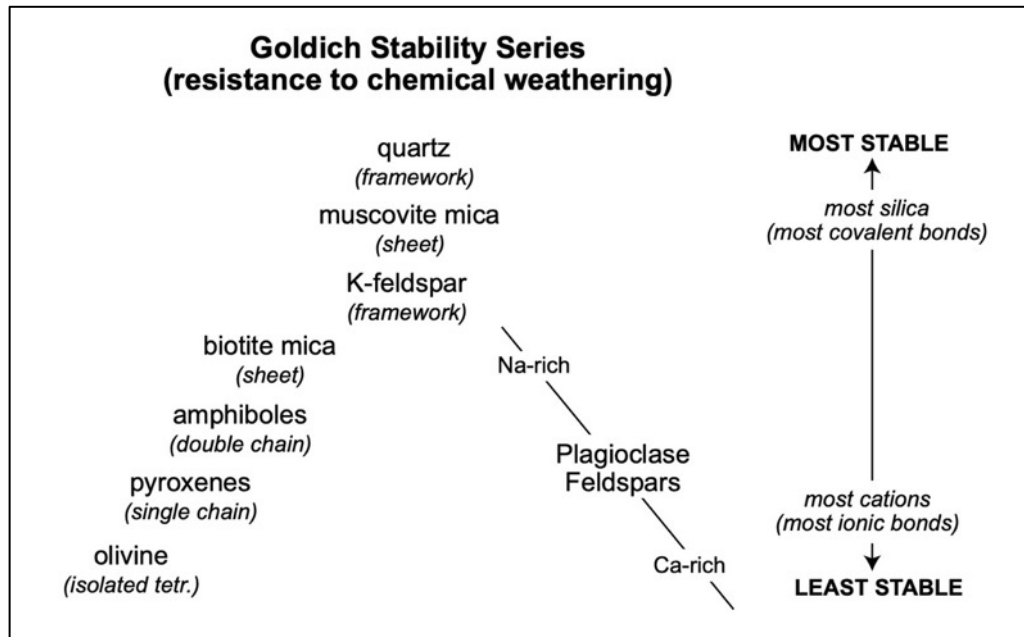 Goldich Stability Series
(resistance to chemical weathering)
quartz
(framework)
muscovite mica
(sheet)
K-feldspar
(framework)
biotite mica
(sheet)
amphiboles
(double chain)
pyroxenes
(single chain)
olivine
(isolated tetr.)
Na-rich
Plagioclase
Feldspars
Ca-rich
MOST STABLE
most silica
(most covalent bonds)
most cations
(most ionic bonds)
LEAST STABLE